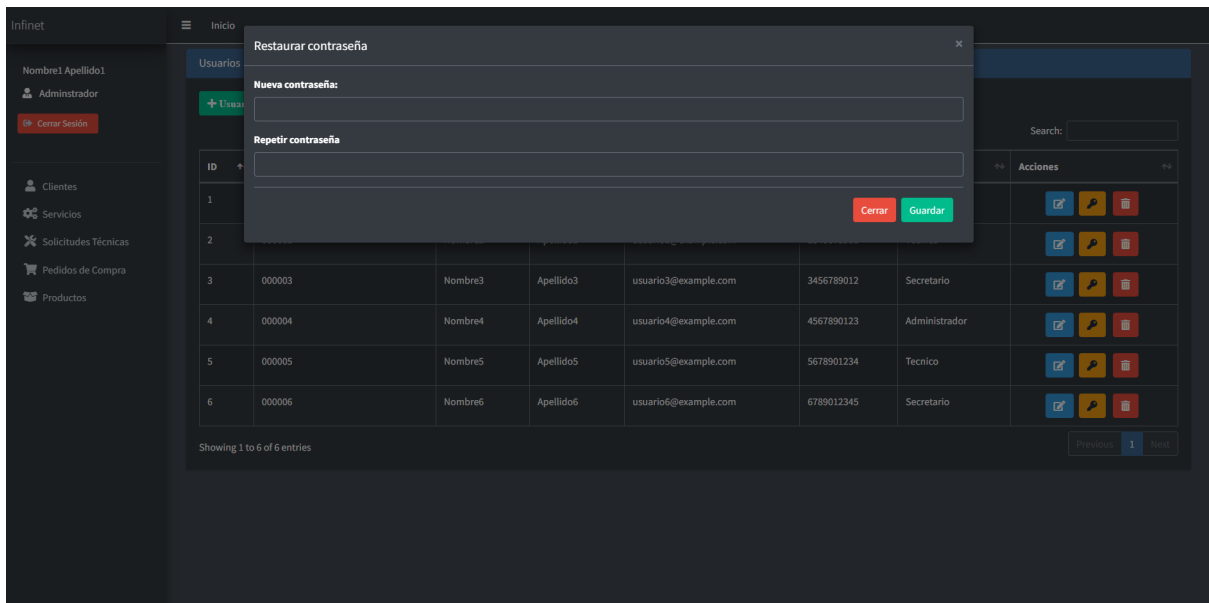 Infinet
Inicio
Nombre1 Apellido1
Adminstrador
Cerrar Sesión
Clientes
Servicios
Solicitudes Técnicas
Pedidos de Compra
Productos
Restaurar contraseña ×
Nueva contraseña:
Repetir contraseña
Cerrar Guardar
Usuarios
Search:
ID Acciones
1
2
3 000003 Nombre3 Apellido3 usuario3@example.com 3456789012 Secretario
4 000004 Nombre4 Apellido4 usuario4@example.com 4567890123 Administrador
5 000005 Nombre5 Apellido5 usuario5@example.com 5678901234 Tecnico
6 000006 Nombre6 Apellido6 usuario6@example.com 6789012345 Secretario
Showing 1 to 6 of 6 entries
Previous 1 Next